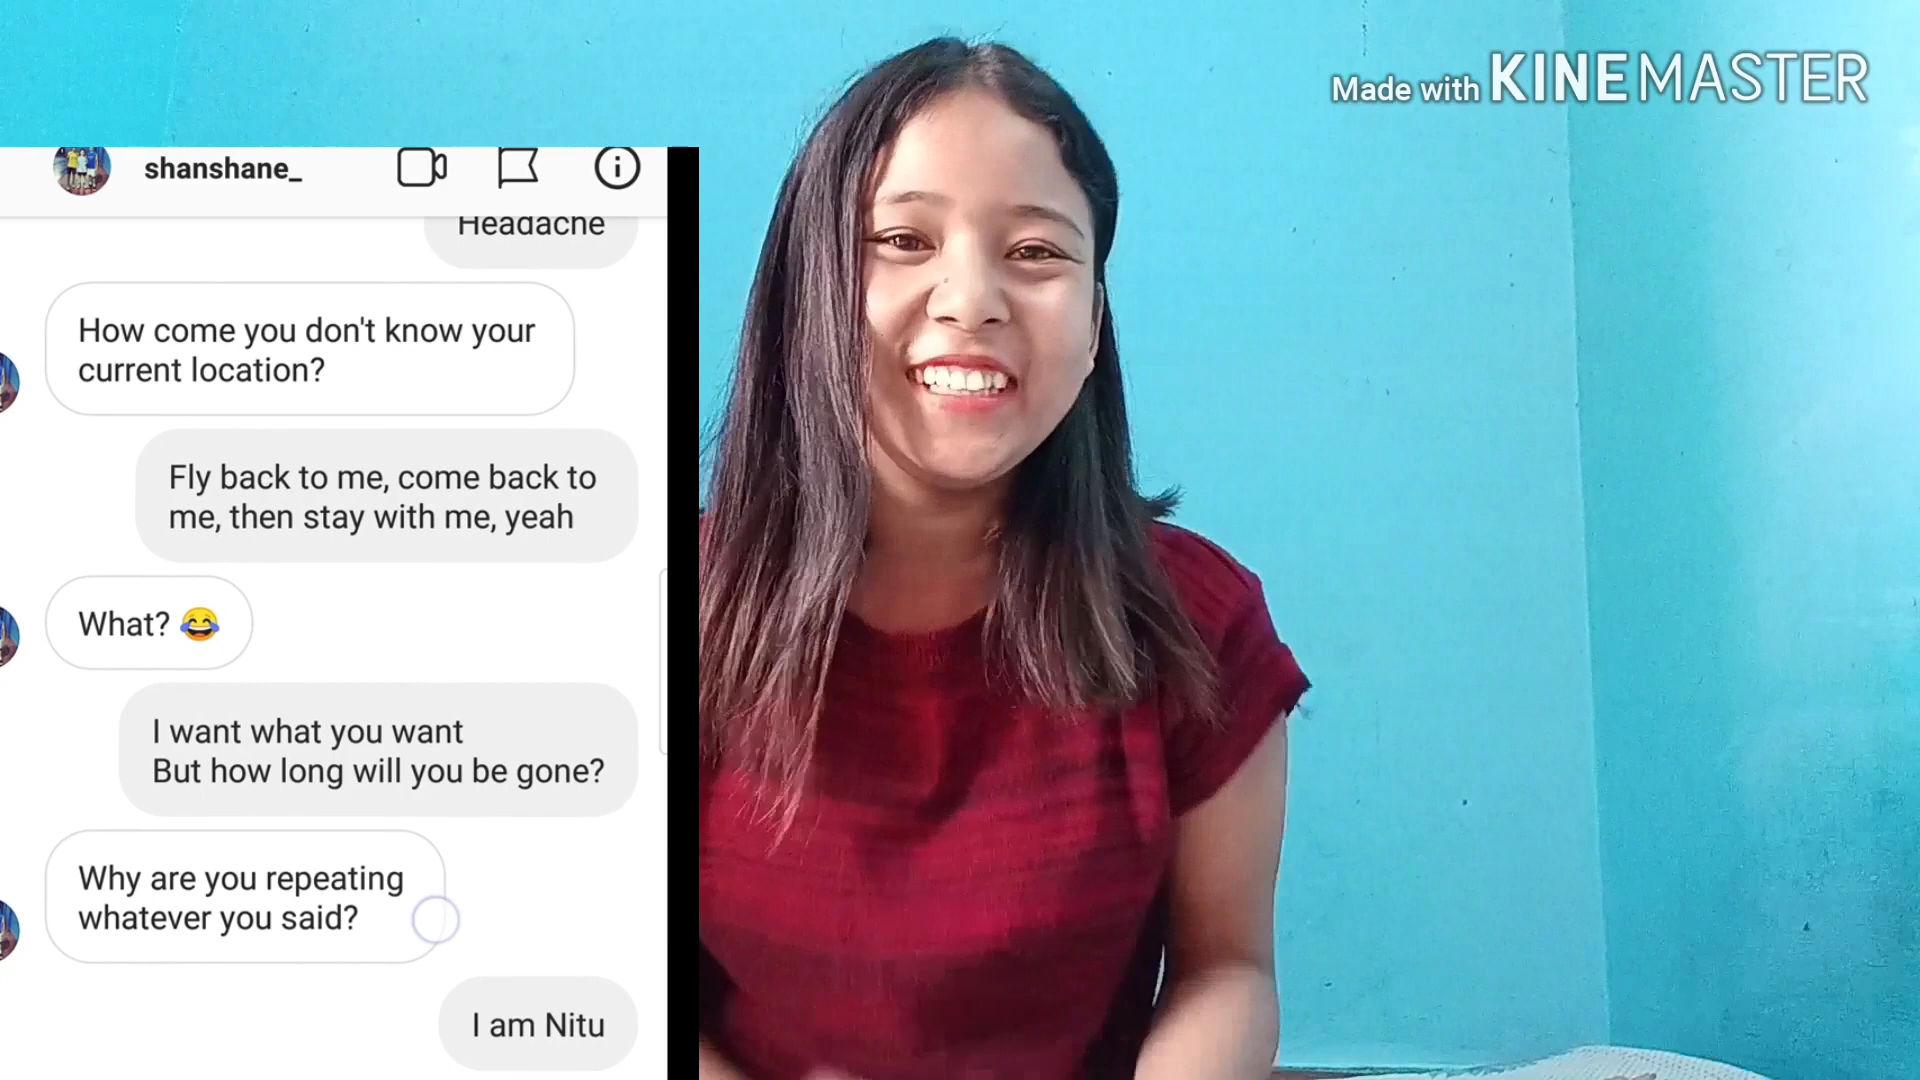 Made with KINEMASTER
shanshane_
Headache
How come you don't know your
current location?
Fly back to me, come back to
me, then stay with me, yeah
What? 😂
I want what you want
But how long will you be gone?
Why are you repeating
whatever you said?
I am Nitu